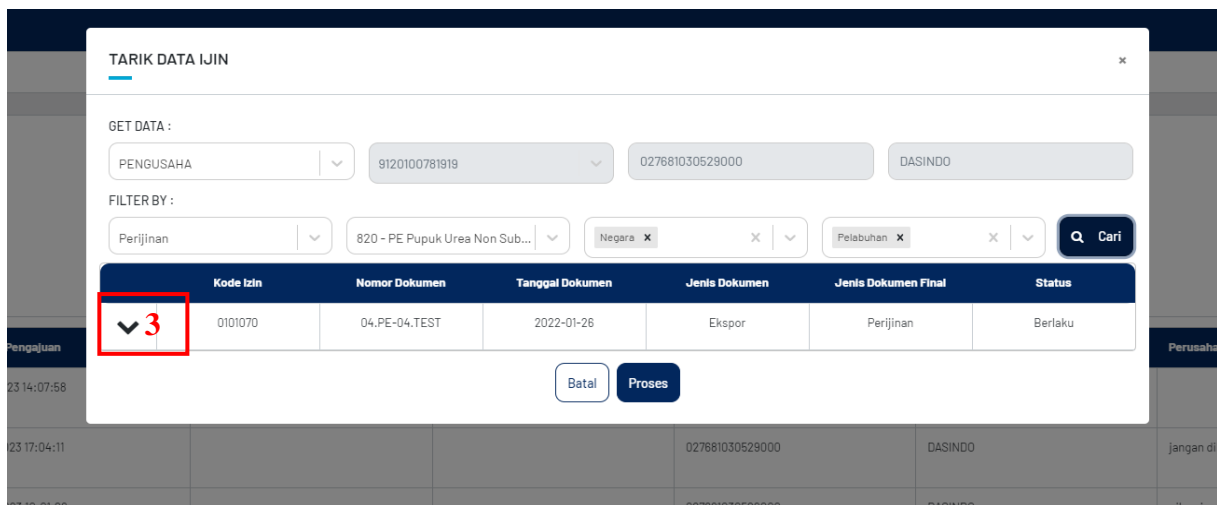 TARIK DATA IJIN ×
GET DATA :
PENGUSAHA 9120100781919 027681030529000 DASINDO
FILTER BY :
Perijinan 820 - PE Pupuk Urea Non Sub... Negara x Pelabuhan x Cari
Kode Izin Nomor Dokumen Tanggal Dokumen Jenis Dokumen Jenis Dokumen Final Status
3 0101070 04.PE-04.TEST 2022-01-26 Ekspor Perijinan Berlaku
Pengajuan Perusaha
Batal Proses
23 14:07:58
023 17:04:11 027681030529000 DASINDO jangan di